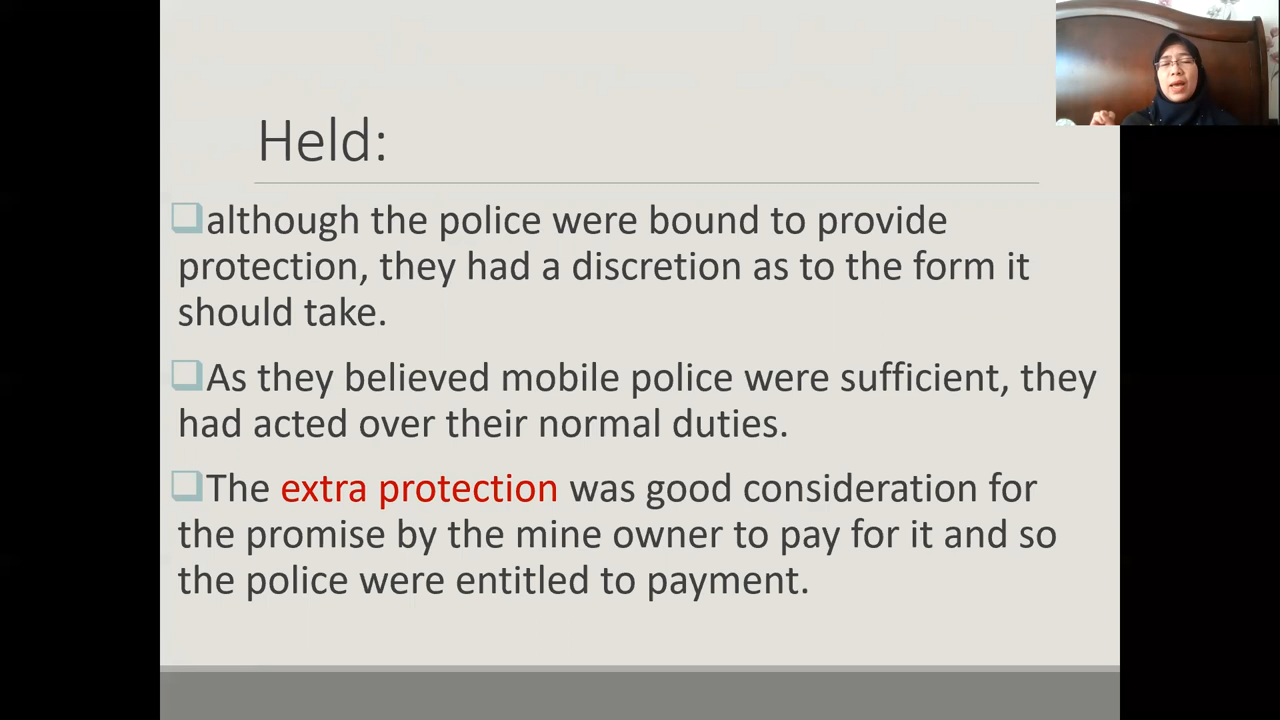 Held:
although the police were bound to provide
protection, they had a discretion as to the form it
should take.
As they believed mobile police were sufficient, they
had acted over their normal duties.
The extra protection was good consideration for
the promise by the mine owner to pay for it and so
the police were entitled to payment.